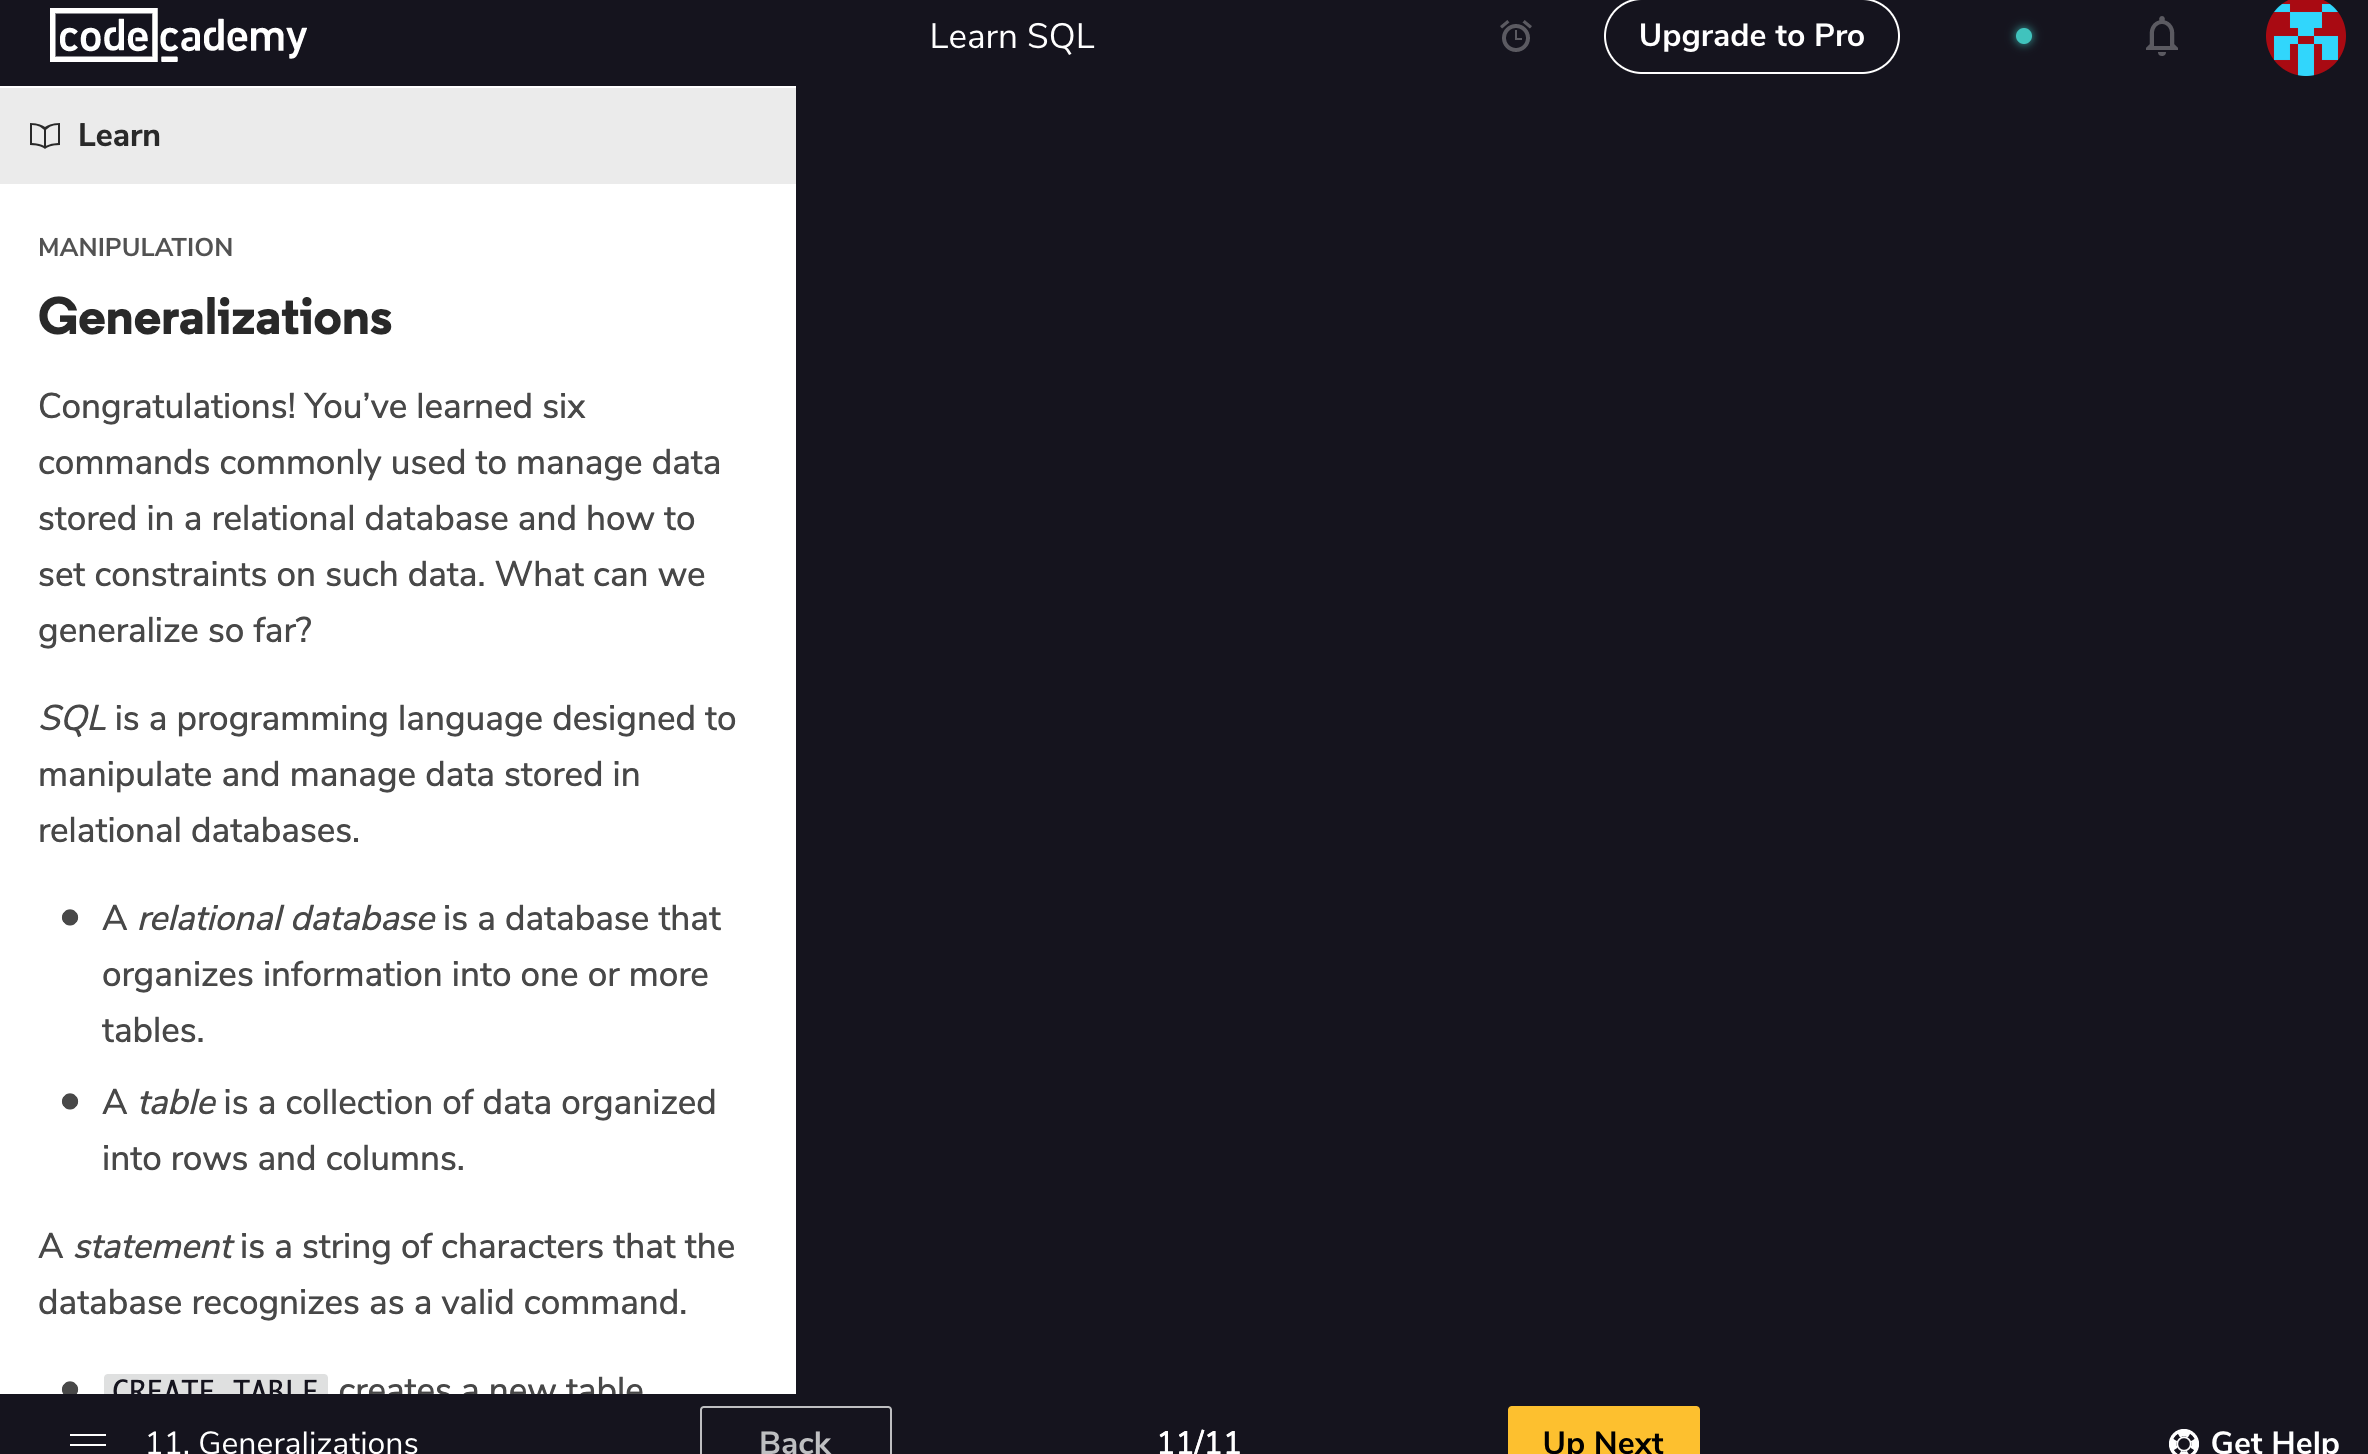 codecademy
Learn SQL
Upgrade to Pro
Learn
MANIPULATION
Generalizations
Congratulations! You’ve learned six
commands commonly used to manage data
stored in a relational database and how to
set constraints on such data. What can we
generalize so far?
SQL is a programming language designed to
manipulate and manage data stored in
relational databases.
A relational database is a database that
organizes information into one or more
tables.
A table is a collection of data organized
into rows and columns.
A statement is a string of characters that the
database recognizes as a valid command.
CREATE TABLE creates a new table
11. Generalizations
Back
11/11
Up Next
Get Help